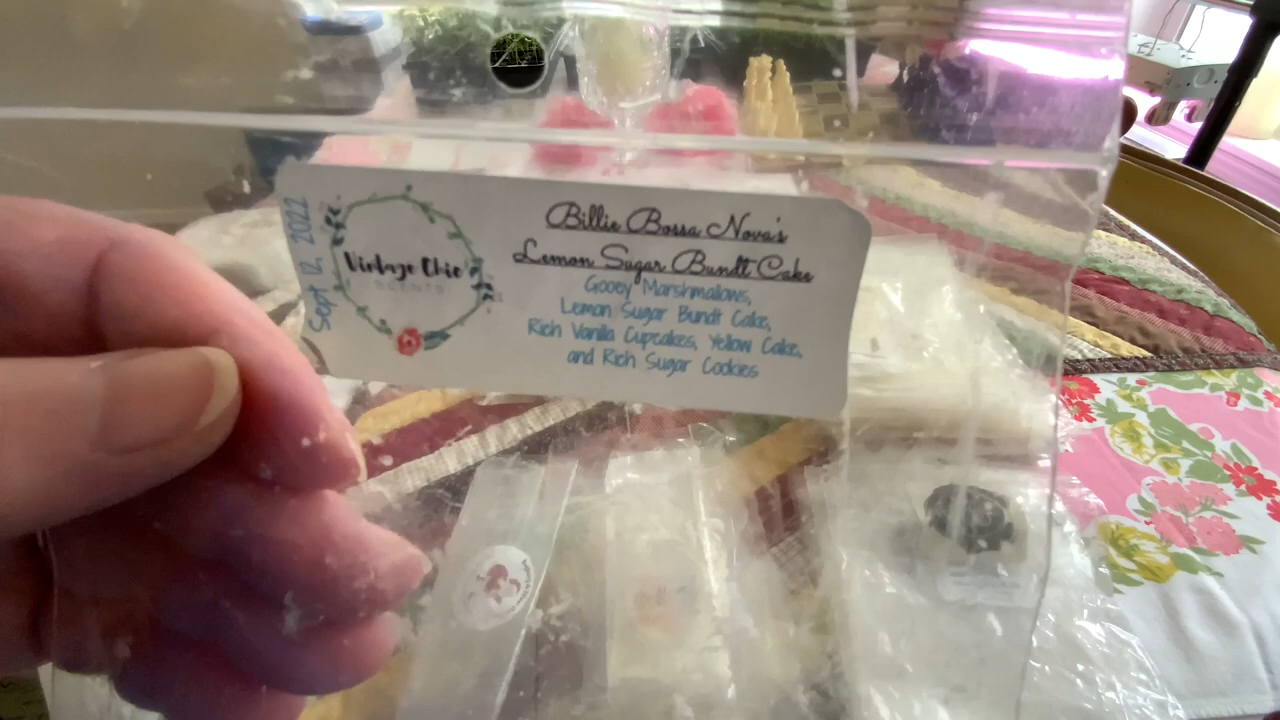 Sept 12, 2022
Vintage Chic
SCENTS
Billie Bossa Nova's
Lemon Sugar Bundt Cake
Gooey Marshmallows,
Lemon Sugar Bundt Cake,
Rich Vanilla Cupcakes, Yellow Cake,
and Rich Sugar Cookies